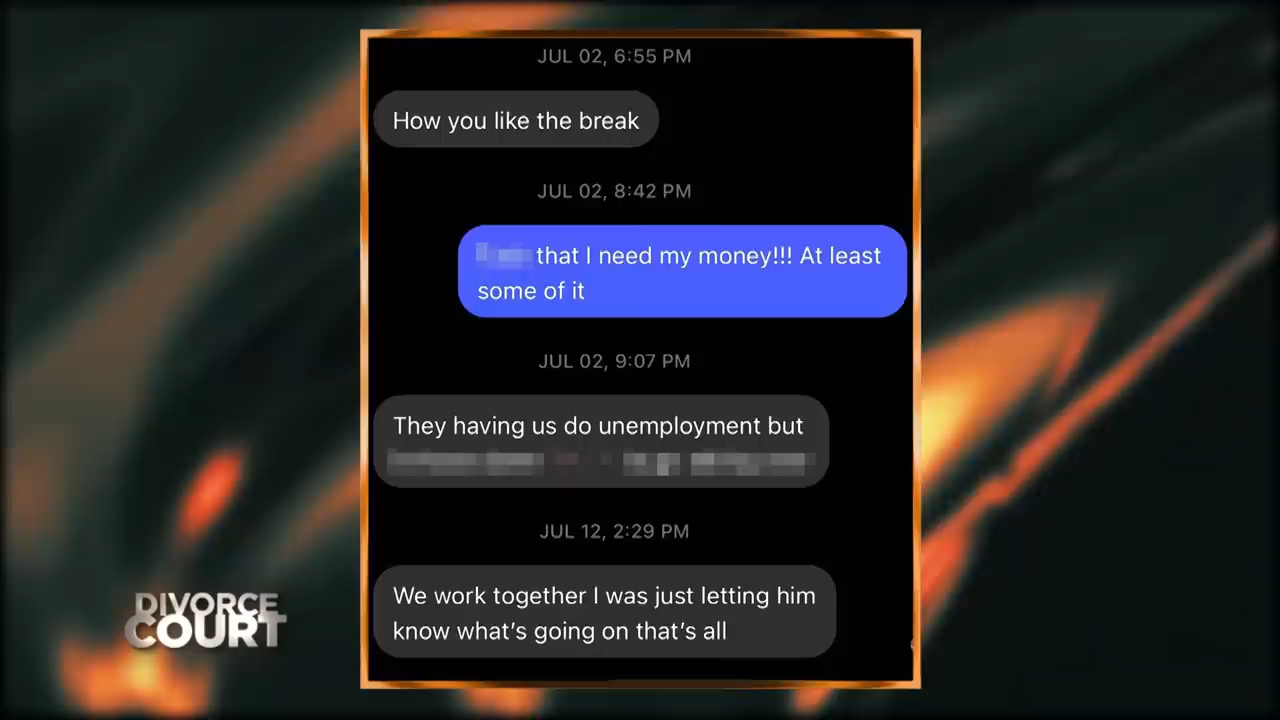 JUL 02, 6:55 PM
How you like the break
JUL 02, 8:42 PM
that I need my money!!! At least
some of it
JUL 02, 9:07 PM
They having us do unemployment but
JUL 12, 2:29 PM
We work together I was just letting him
know what's going on that's all
DIVORCE
COURT